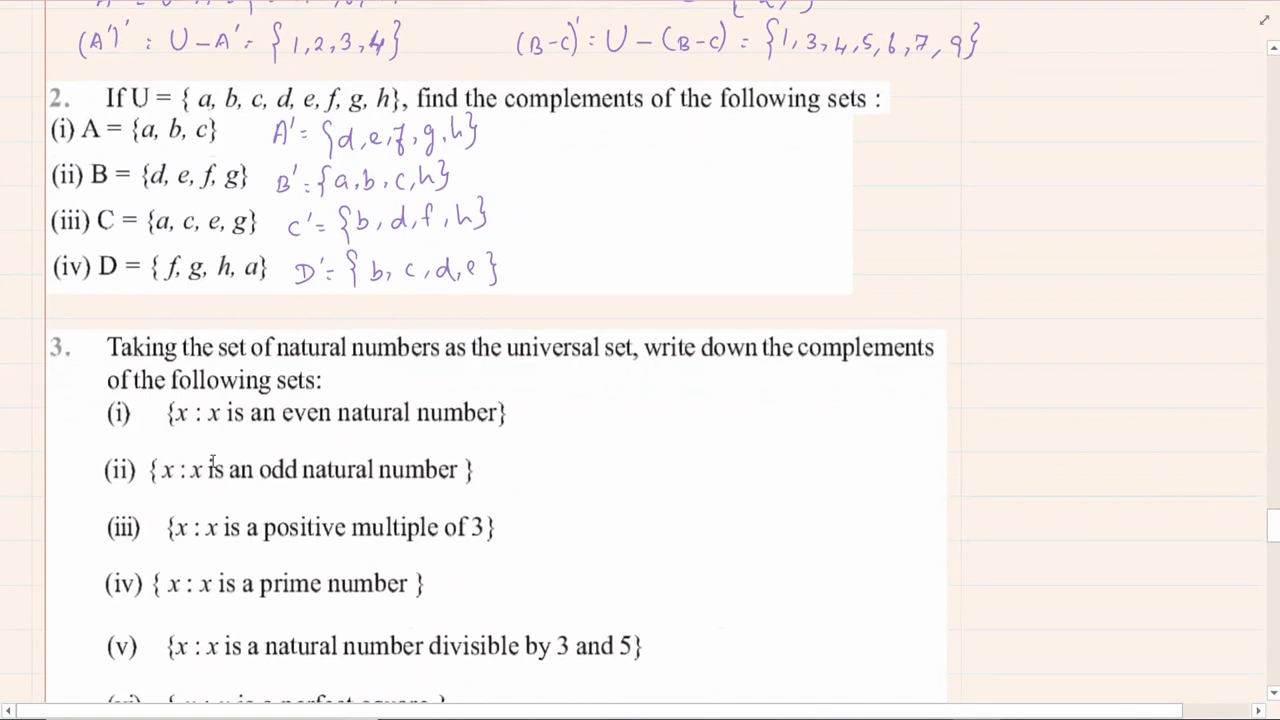 (A')' : U - A' = {1,2,3,4} (B-C)' : U - (B-C) = {1,3,4,5,6,7,9}
2. If U = { a, b, c, d, e, f, g, h}, find the complements of the following sets :
(i) A = {a, b, c} A' = {d,e,f,g,h}
(ii) B = {d, e, f, g} B' = {a,b,c,h}
(iii) C = {a, c, e, g} C' = {b,d,f,h}
(iv) D = { f, g, h, a} D' = {b,c,d,e}
3. Taking the set of natural numbers as the universal set, write down the complements
of the following sets:
(i) {x : x is an even natural number}
(ii) { x : x is an odd natural number }
(iii) {x : x is a positive multiple of 3}
(iv) { x : x is a prime number }
(v) {x : x is a natural number divisible by 3 and 5}